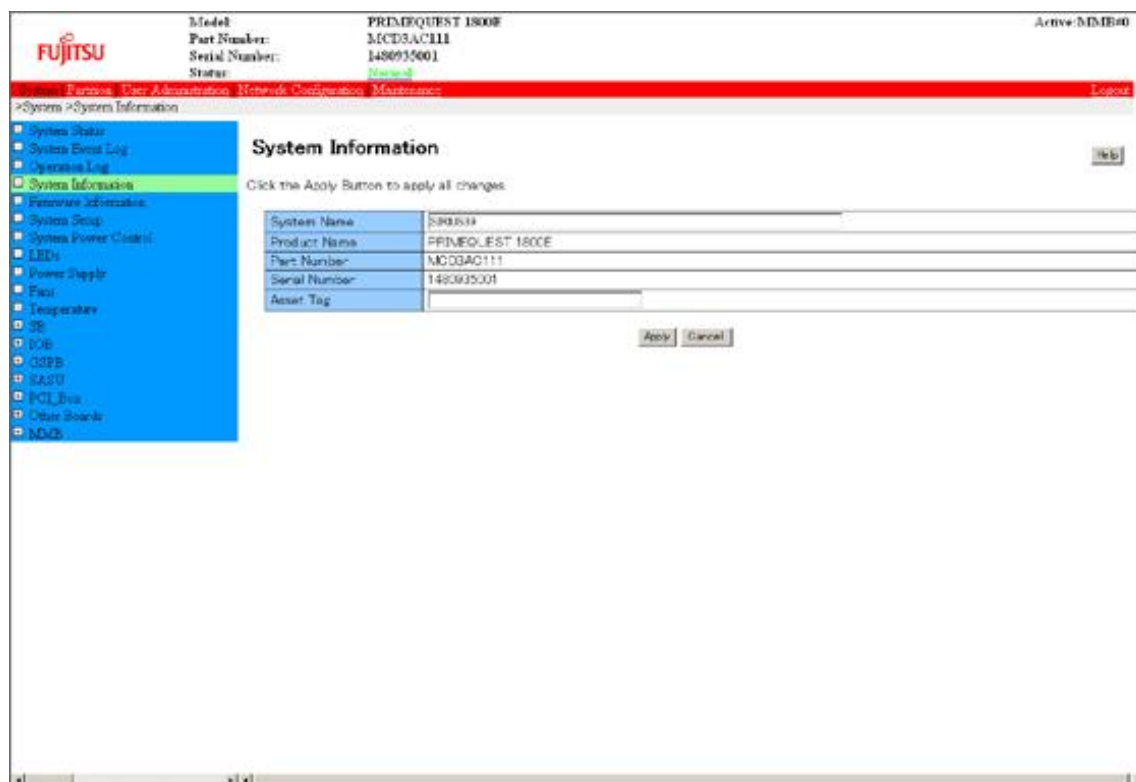 FUJITSU
Model: PRIMEQUEST 1800E
Part Number: MCD3AC111
Serial Number: 1480935001
Status: Normal
Active:MMB#0
System Partition User Administration Network Configuration Maintenance Logout
>System >System Information
System Status
System Event Log
Operation Log
System Information
Firmware Information
System Setup
System Power Control
LEDs
Power Supply
Fans
Temperature
SB
IOB
GSPB
SASU
PCI_Box
Other Boards
MMB
System Information
Help
Click the Apply Button to apply all changes.
System Name
Product Name PRIMEQUEST 1800E
Part Number MCD3AC111
Serial Number 1480935001
Asset Tag
Apply Cancel